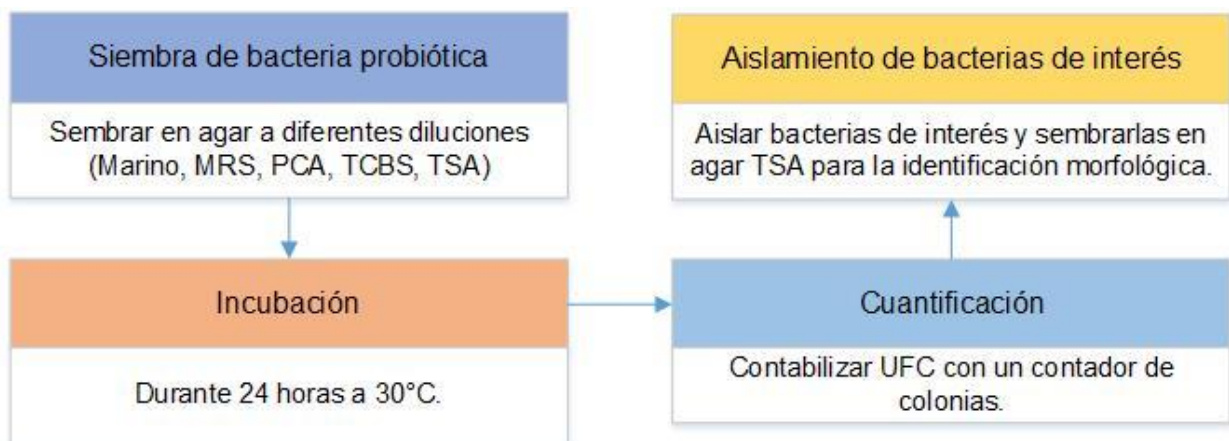 Siembra de bacteria probiótica
Sembrar en agar a diferentes diluciones
(Marino, MRS, PCA, TCBS, TSA)
Incubación
Durante 24 horas a 30°C.
Cuantificación
Contabilizar UFC con un contador de
colonias.
Aislamiento de bacterias de interés
Aislar bacterias de interés y sembrarlas en
agar TSA para la identificación morfológica.